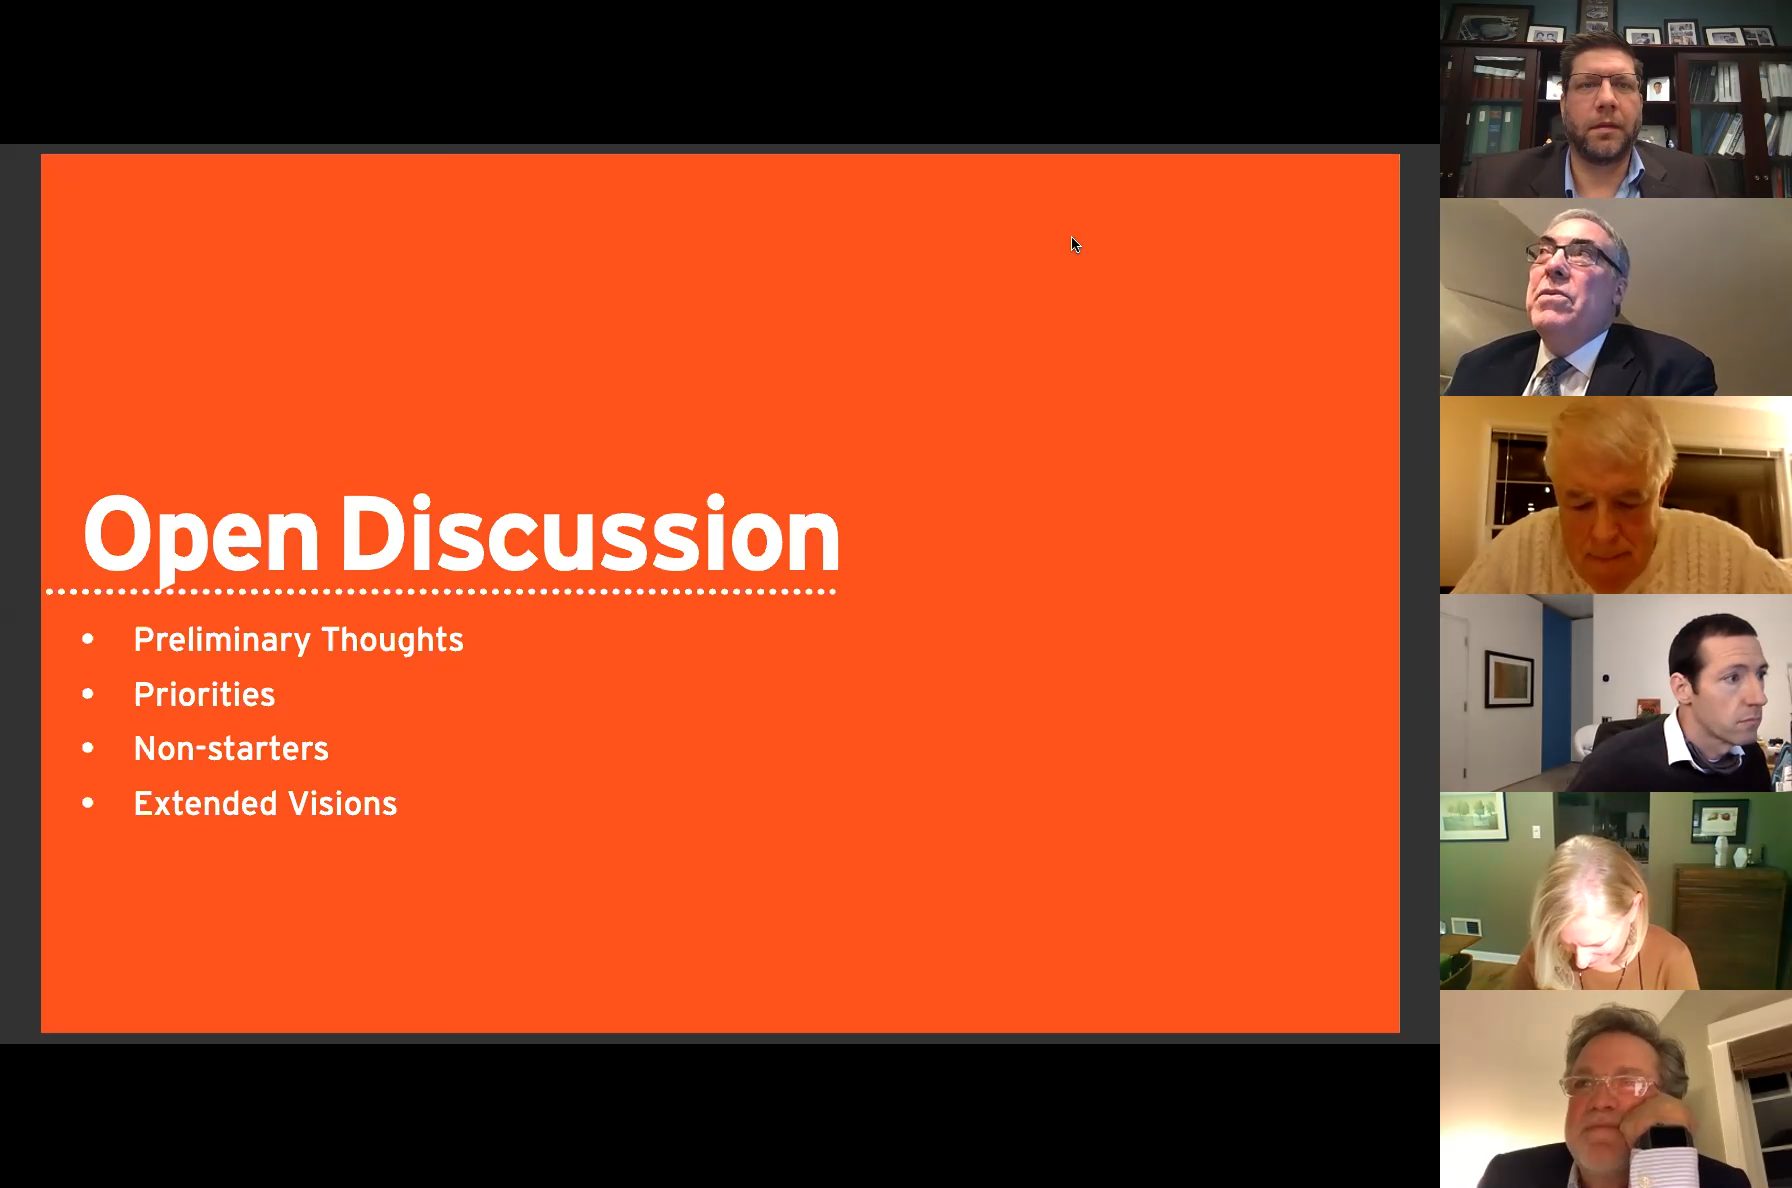 Open Discussion
• Preliminary Thoughts
• Priorities
• Non-starters
• Extended Visions